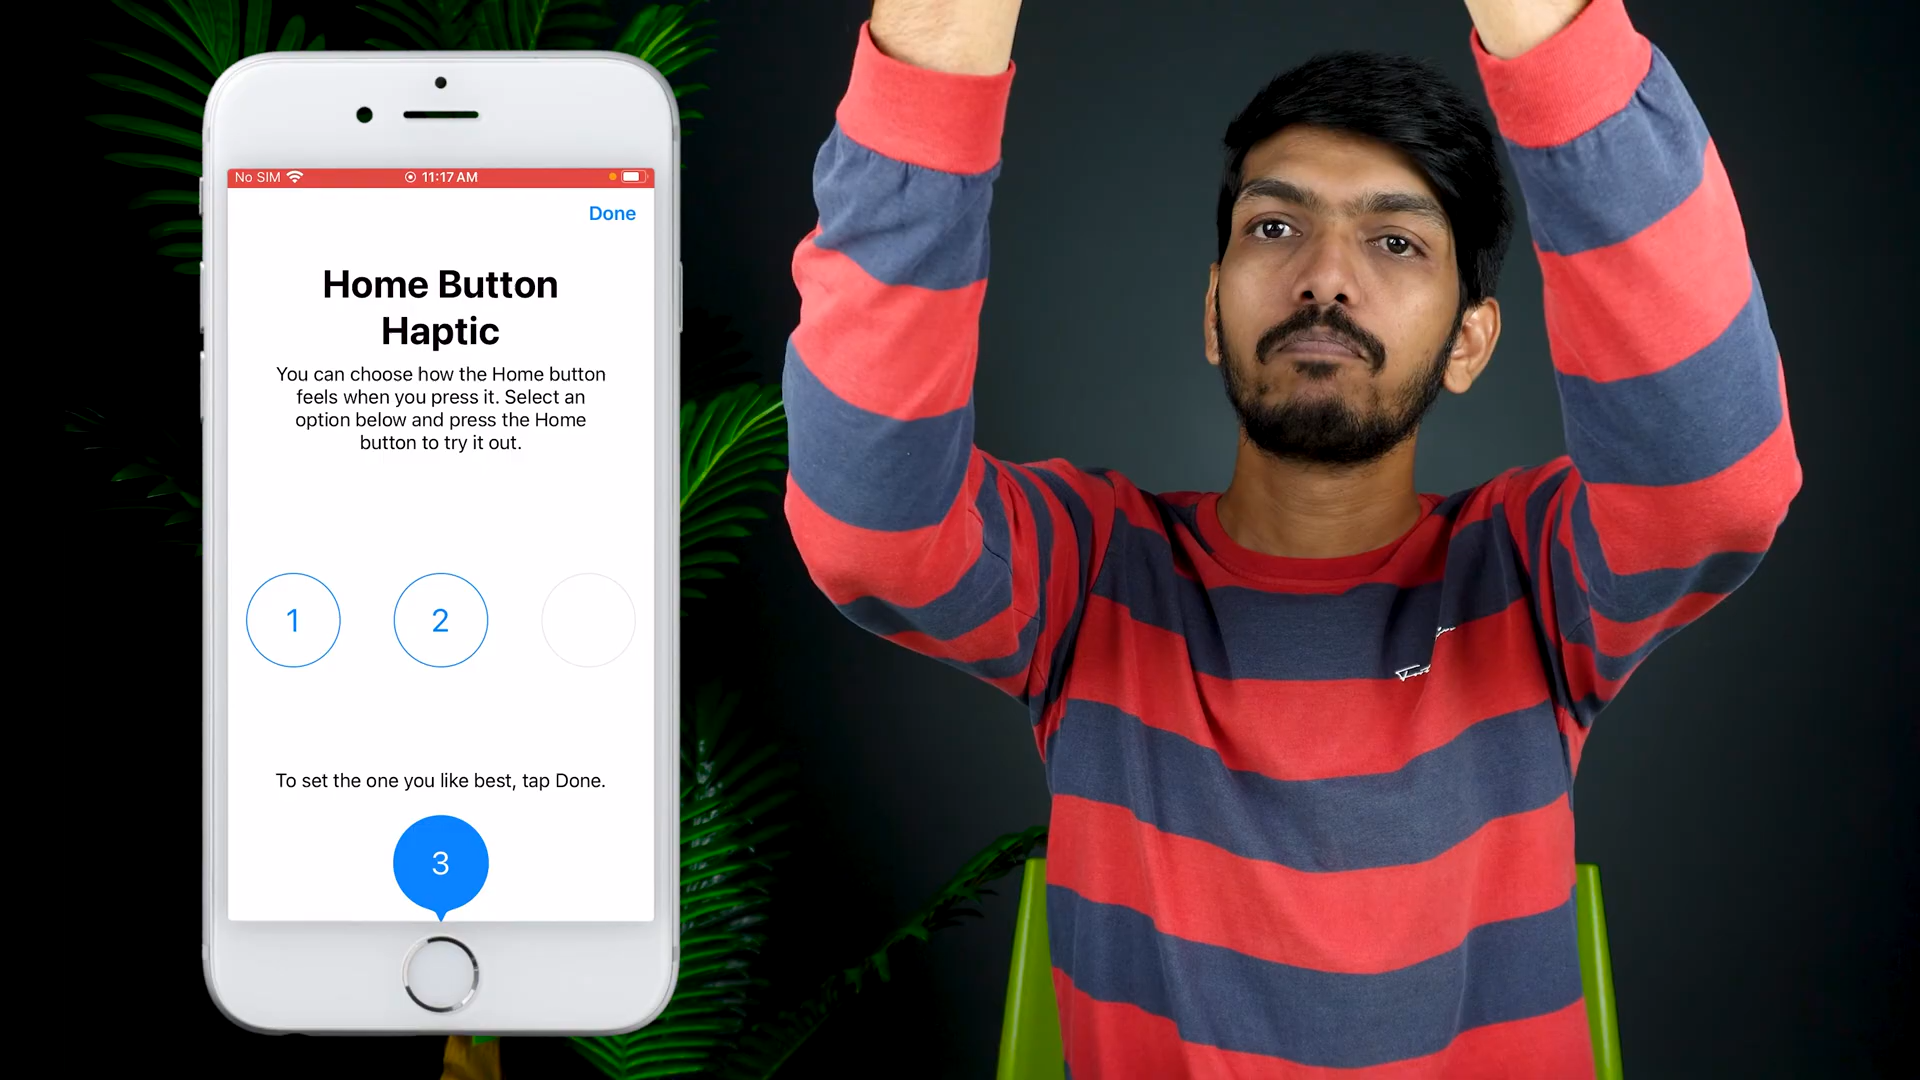 No SIM 11:17 AM
Done
Home Button
Haptic
You can choose how the Home button
feels when you press it. Select an
option below and press the Home
button to try it out.
1 2
To set the one you like best, tap Done.
3